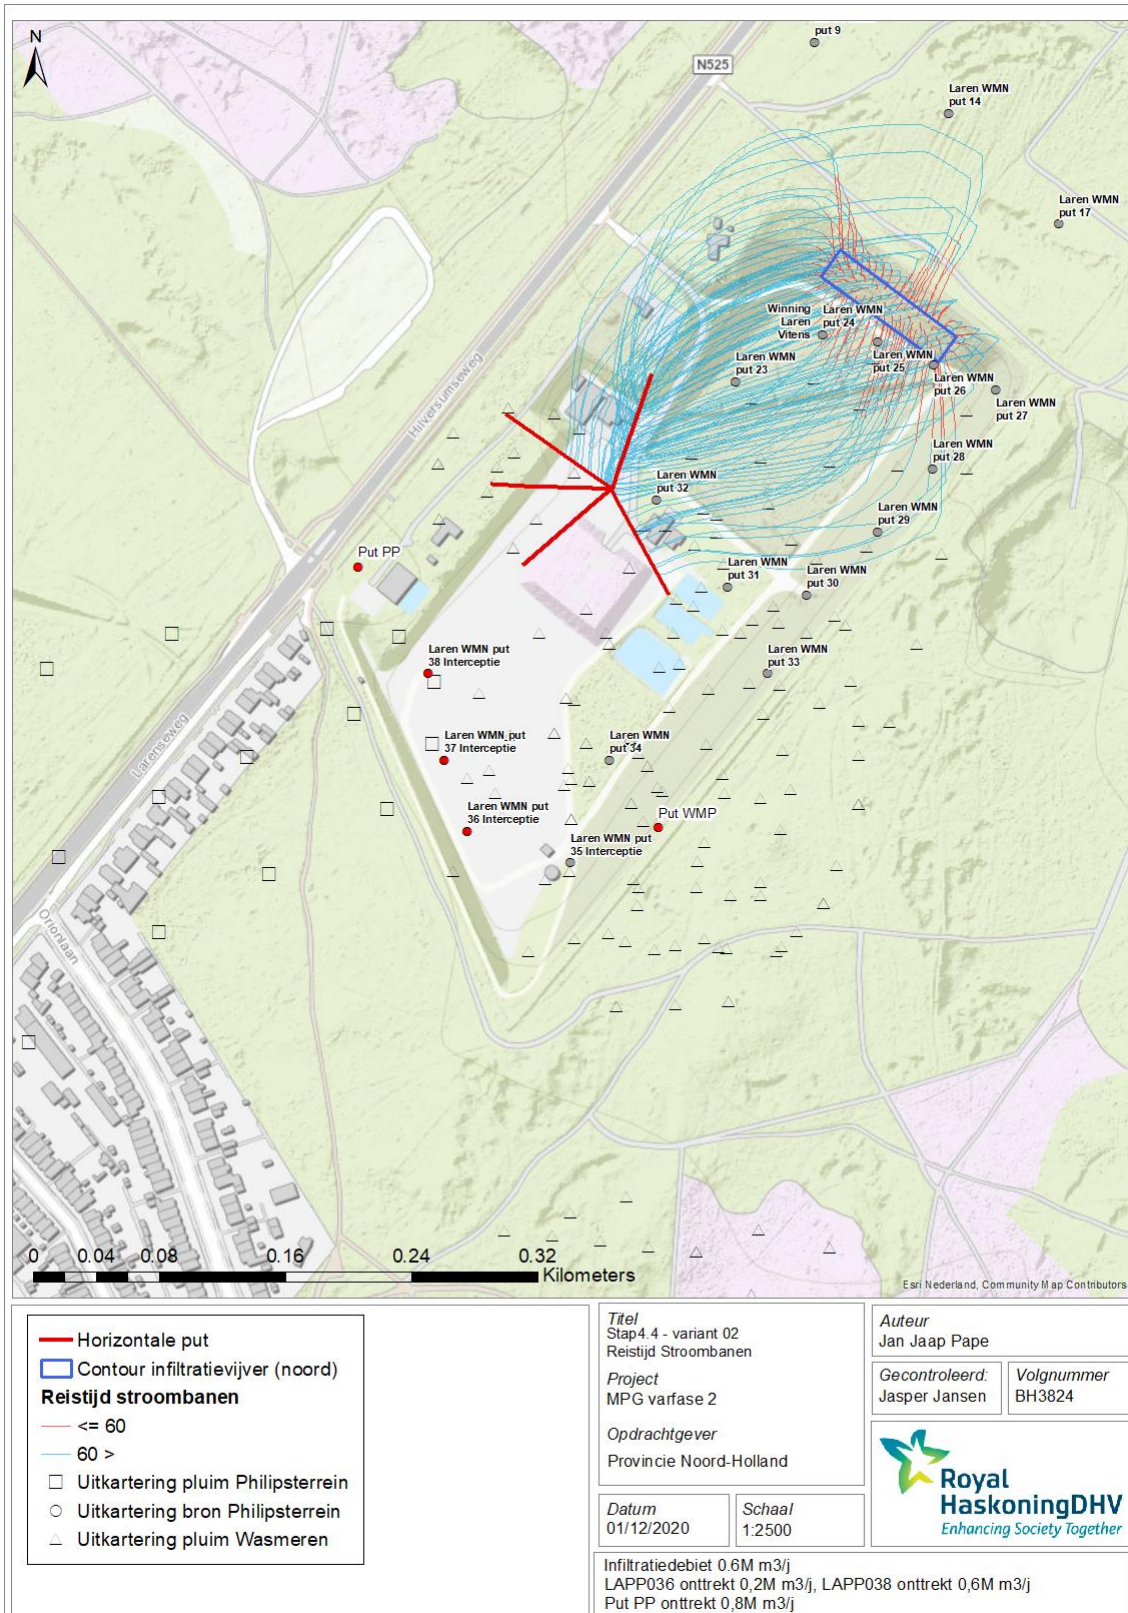 N
put 9
N525
Laren WMN
put 14
Laren WMN
put 17
Winning
Laren
Vitens
Laren WMN
put 24
Laren WMN
put 25
Laren WMN
put 23
Laren WMN
put 26
Laren WMN
put 27
Laren WMN
put 28
Laren WMN
put 32
Laren WMN
put 29
Hilversumseweg
Put PP
Laren WMN
put 31
Laren WMN
put 30
Laren WMN put
38 Interceptie
Laren WMN
put 33
Larenseweg
Laren WMN put
37 Interceptie
Laren WMN
put 34
Laren WMN put
36 Interceptie
Put WMP
Laren WMN put
35 Interceptie
Orionlaan
0 0.04 0.08 0.16 0.24 0.32
Kilometers
Esri Nederland, Community Map Contributors
Horizontale put
Contour infiltratievijver (noord)
Reistijd stroombanen
<= 60
60 >
Uitkartering pluim Philipsterrein
Uitkartering bron Philipsterrein
Uitkartering pluim Wasmeren
Titel
Stap4.4 - variant 02
Reistijd Stroombanen
Project
MPG varfase 2
Opdrachtgever
Provincie Noord-Holland
Datum
01/12/2020
Schaal
1:2500
Auteur
Jan Jaap Pape
Gecontroleerd:
Jasper Jansen
Volgnummer
BH3824
Royal
HaskoningDHV
Enhancing Society Together
Infiltratiedebiet 0.6M m3/j
LAPP036 onttrekt 0,2M m3/j, LAPP038 onttrekt 0,6M m3/j
Put PP onttrekt 0,8M m3/j